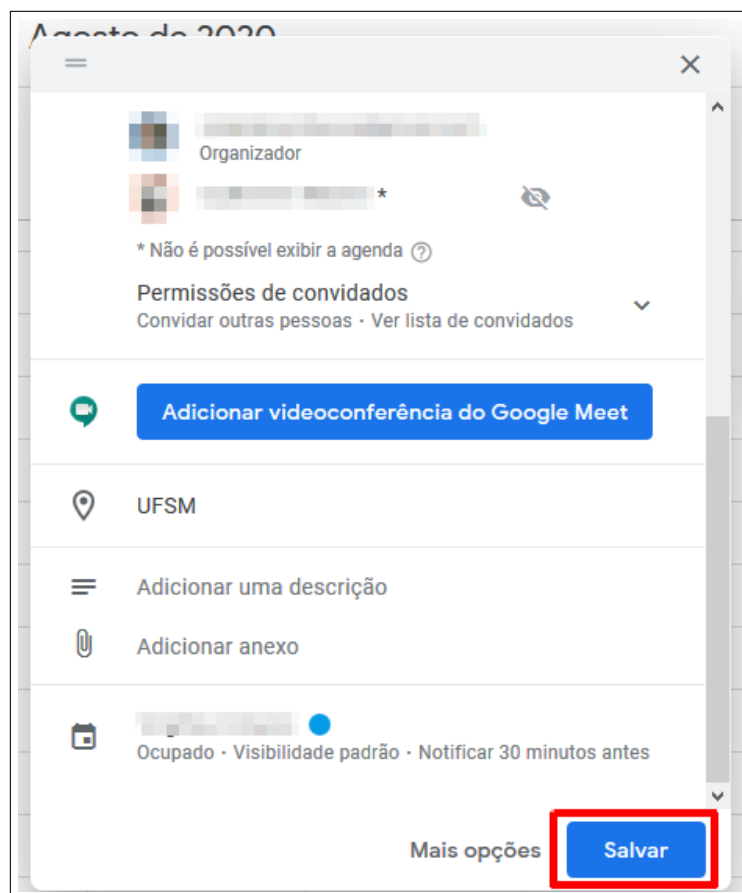 Agosto de 2020
Organizador
*
* Não é possível exibir a agenda
Permissões de convidados
Convidar outras pessoas · Ver lista de convidados
Adicionar videoconferência do Google Meet
UFSM
Adicionar uma descrição
Adicionar anexo
Ocupado · Visibilidade padrão · Notificar 30 minutos antes
Mais opções Salvar